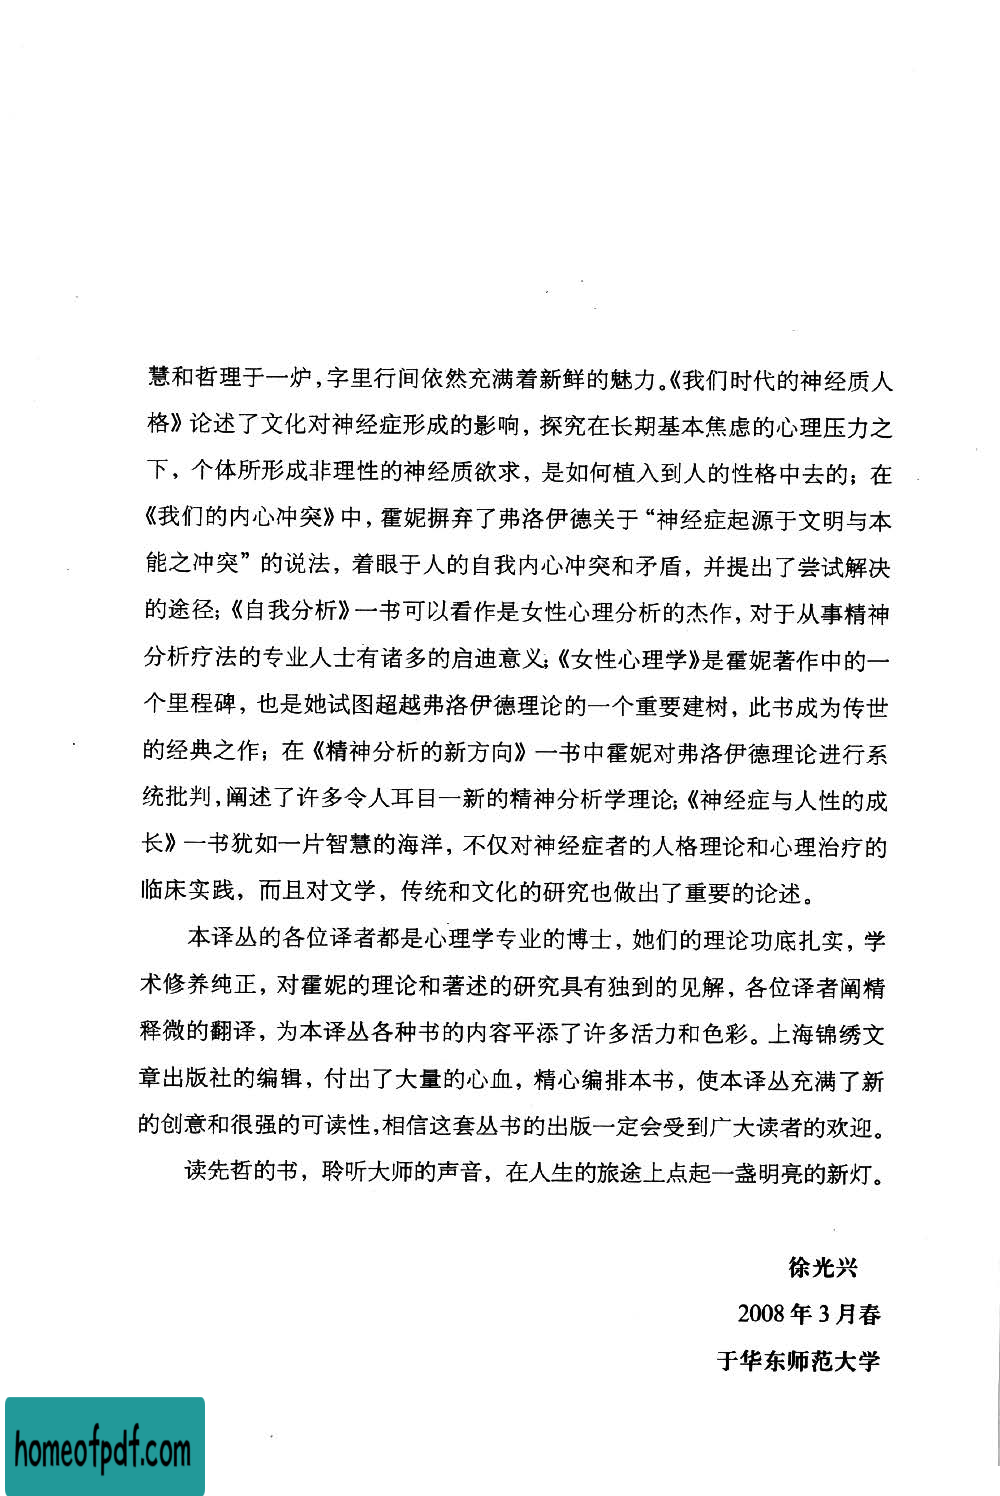 慧和哲理于一炉,字里行间依然充满着新鲜的魅力。《我们时代的神经质人
格》论述了文化对神经症形成的影响，探究在长期基本焦虑的心理压力之
下，个体所形成非理性的神经质欲求，是如何植入到人的性格中去的；在
《我们的内心冲突》中，霍妮摒弃了弗洛伊德关于“神经症起源于文明与本
能之冲突”的说法，着眼于人的自我内心冲突和矛盾，并提出了尝试解决
的途径；《自我分析》一书可以看作是女性心理分析的杰作，对于从事精神
分析疗法的专业人士有诸多的启迪意义；《女性心理学》是霍妮著作中的一
个里程碑，也是她试图超越弗洛伊德理论的一个重要建树，此书成为传世
的经典之作；在《精神分析的新方向》一书中霍妮对弗洛伊德理论进行系
统批判,阐述了许多令人耳目一新的精神分析学理论；《神经症与人性的成
长》一书犹如一片智慧的海洋，不仅对神经症者的人格理论和心理治疗的
临床实践，而且对文学，传统和文化的研究也做出了重要的论述。
本译丛的各位译者都是心理学专业的博士，她们的理论功底扎实，学
术修养纯正，对霍妮的理论和著述的研究具有独到的见解，各位译者阐精
释微的翻译，为本译丛各种书的内容平添了许多活力和色彩。上海锦绣文
章出版社的编辑，付出了大量的心血，精心编排本书，使本译丛充满了新
的创意和很强的可读性,相信这套丛书的出版一定会受到广大读者的欢迎。
读先哲的书，聆听大师的声音，在人生的旅途上点起一盏明亮的新灯。
徐光兴
2008 年 3 月春
于华东师范大学
homeofpdf.com